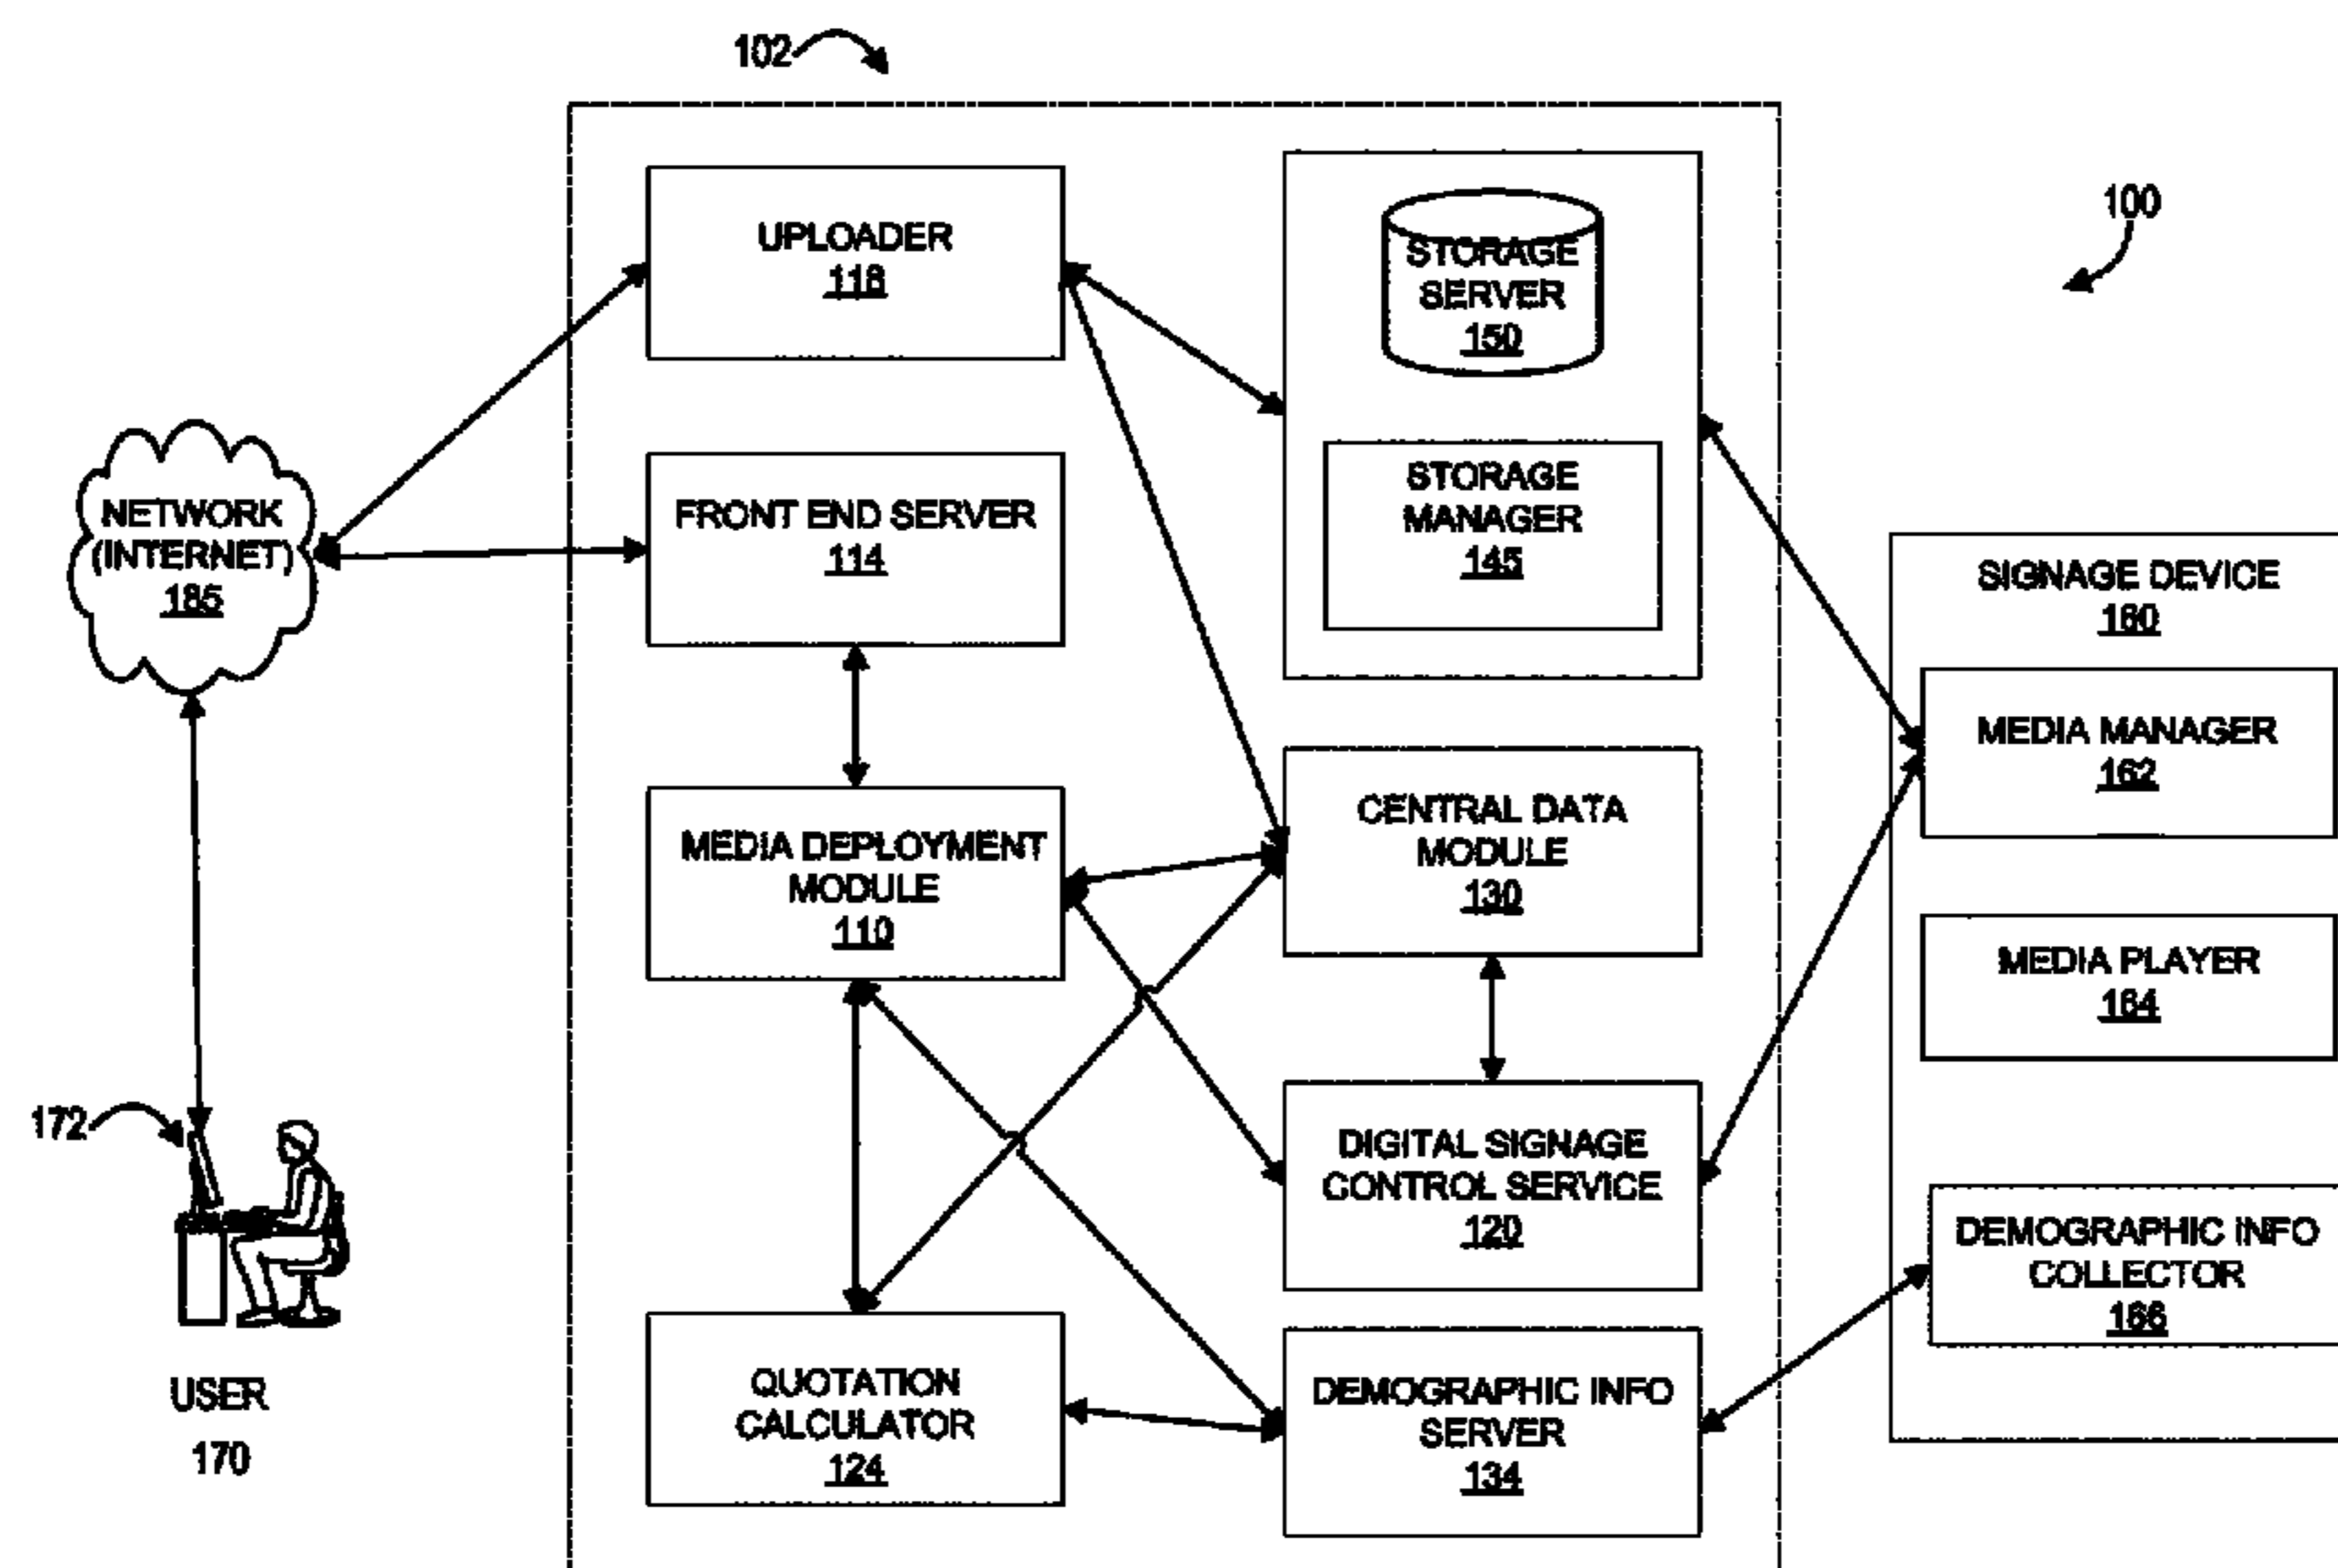 102
100
UPLOADER
118
STORAGE
SERVER
150
STORAGE
MANAGER
145
NETWORK
(INTERNET)
185
FRONT END SERVER
114
MEDIA DEPLOYMENT
MODULE
110
CENTRAL DATA
MODULE
130
DIGITAL SIGNAGE
CONTROL SERVICE
120
QUOTATION
CALCULATOR
124
DEMOGRAPHIC INFO
SERVER
134
SIGNAGE DEVICE
160
MEDIA MANAGER
162
MEDIA PLAYER
164
DEMOGRAPHIC INFO
COLLECTOR
166
172
USER
170